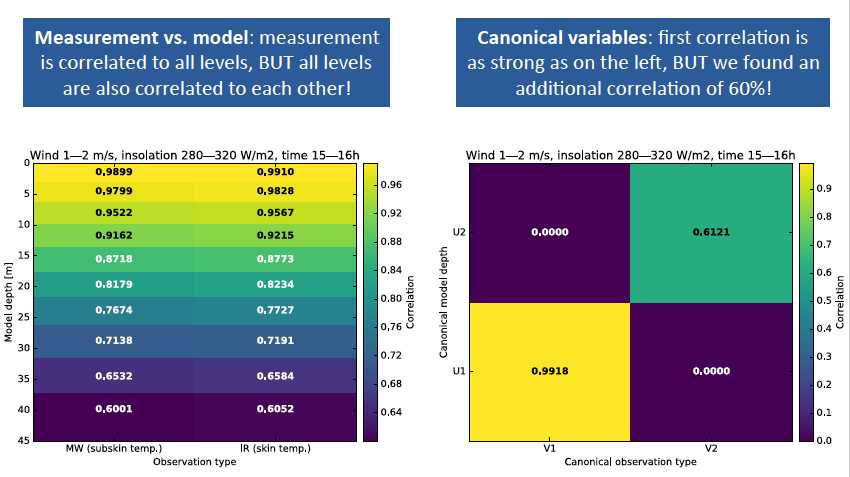 Measurement vs. model: measurement
is correlated to all levels, BUT all levels
are also correlated to each other!
Canonical variables: first correlation is
as strong as on the left, BUT we found an
additional correlation of 60%!
Wind 1—2 m/s, insolation 280—320 W/m2, time 15—16h
0
5
10
15
20
25
30
35
40
45
Model depth [m]
0.9899 0.9910
0.9799 0.9828
0.9522 0.9567
0.9162 0.9215
0.8718 0.8773
0.8179 0.8234
0.7674 0.7727
0.7138 0.7191
0.6532 0.6584
0.6001 0.6052
MW (subskin temp.) IR (skin temp.)
Observation type
0.96
0.92
0.88
0.84
0.80
0.76
0.72
0.68
0.64
Correlation
Wind 1—2 m/s, insolation 280—320 W/m2, time 15—16h
Canonical model depth
U2
U1
0.0000 0.6121
0.9918 0.0000
V1 V2
Canonical observation type
0.9
0.8
0.7
0.6
0.5
0.4
0.3
0.2
0.1
0.0
Correlation